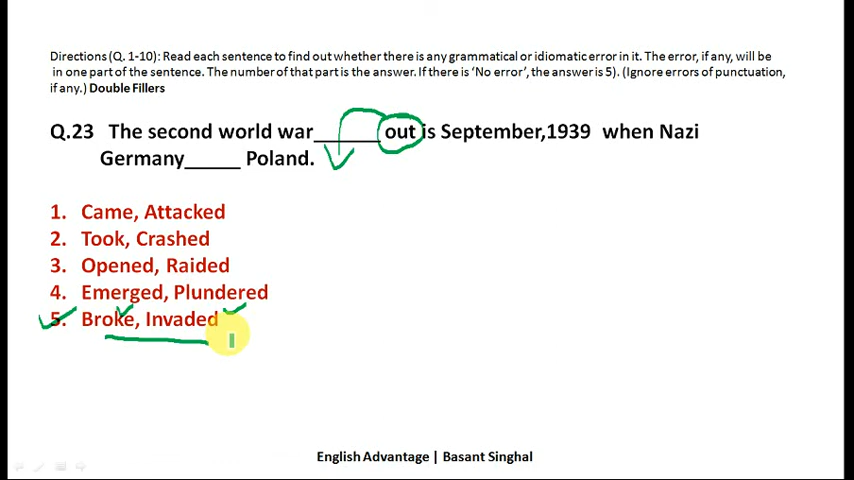 Directions (Q. 1-10): Read each sentence to find out whether there is any grammatical or idiomatic error in it. The error, if any, will be
in one part of the sentence. The number of that part is the answer. If there is 'No error', the answer is 5). (Ignore errors of punctuation,
if any.) Double Fillers
Q.23 The second world war______ out is September,1939 when Nazi
Germany_____ Poland.
1. Came, Attacked
2. Took, Crashed
3. Opened, Raided
4. Emerged, Plundered
5. Broke, Invaded
English Advantage | Basant Singhal